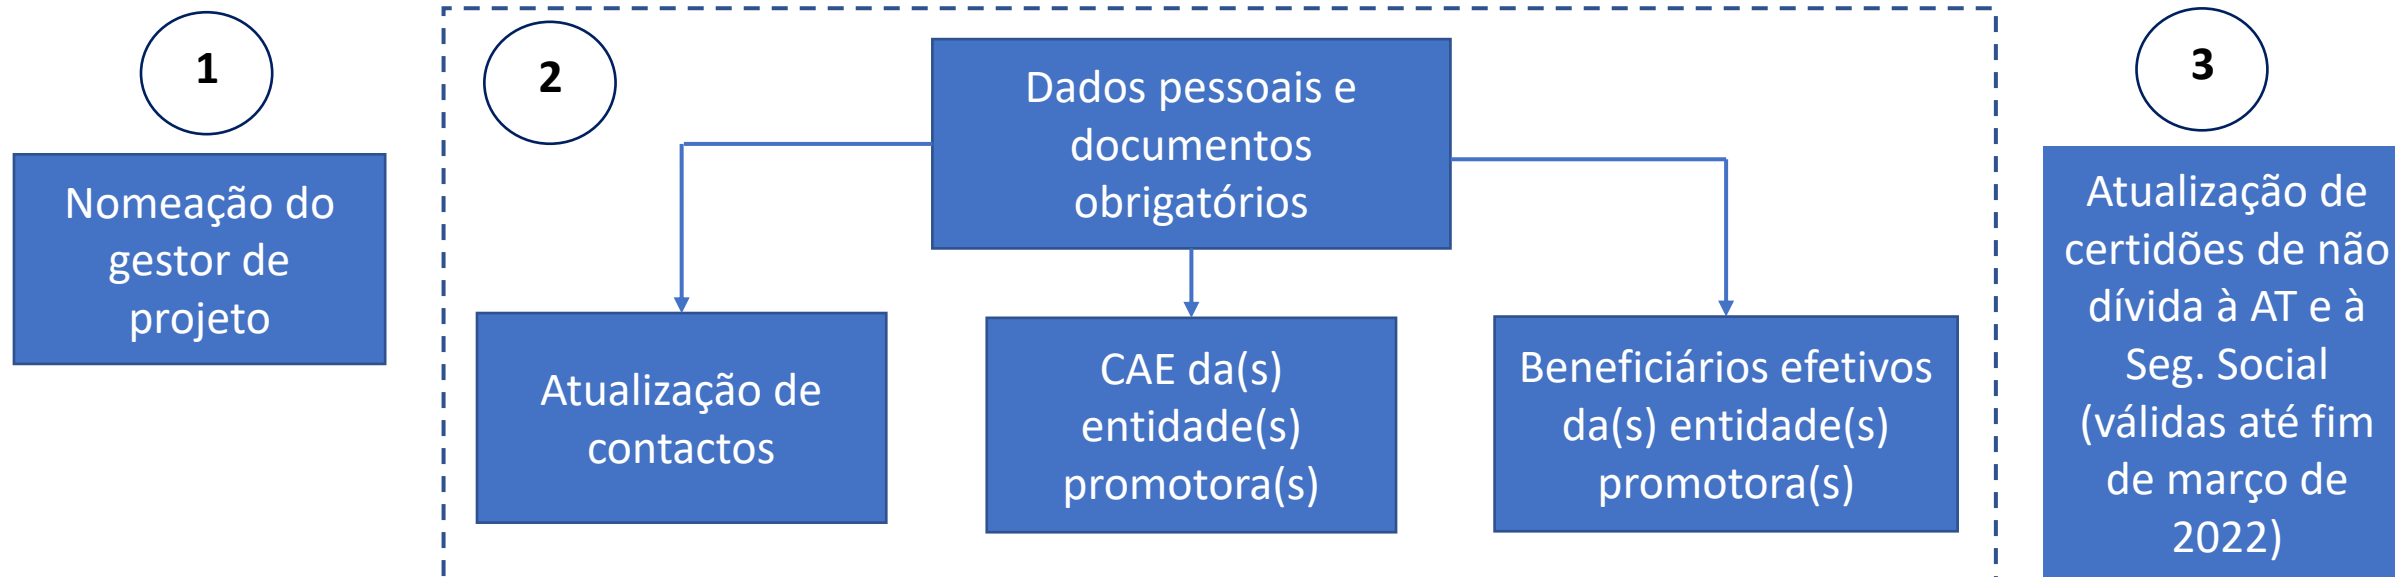 1
Nomeação do
gestor de
projeto
2
Dados pessoais e
documentos
obrigatórios
Atualização de
contactos
CAE da(s)
entidade(s)
promotora(s)
Beneficiários efetivos
da(s) entidade(s)
promotora(s)
3
Atualização de
certidões de não
dívida à AT e à
Seg. Social
(válidas até fim
de março de
2022)